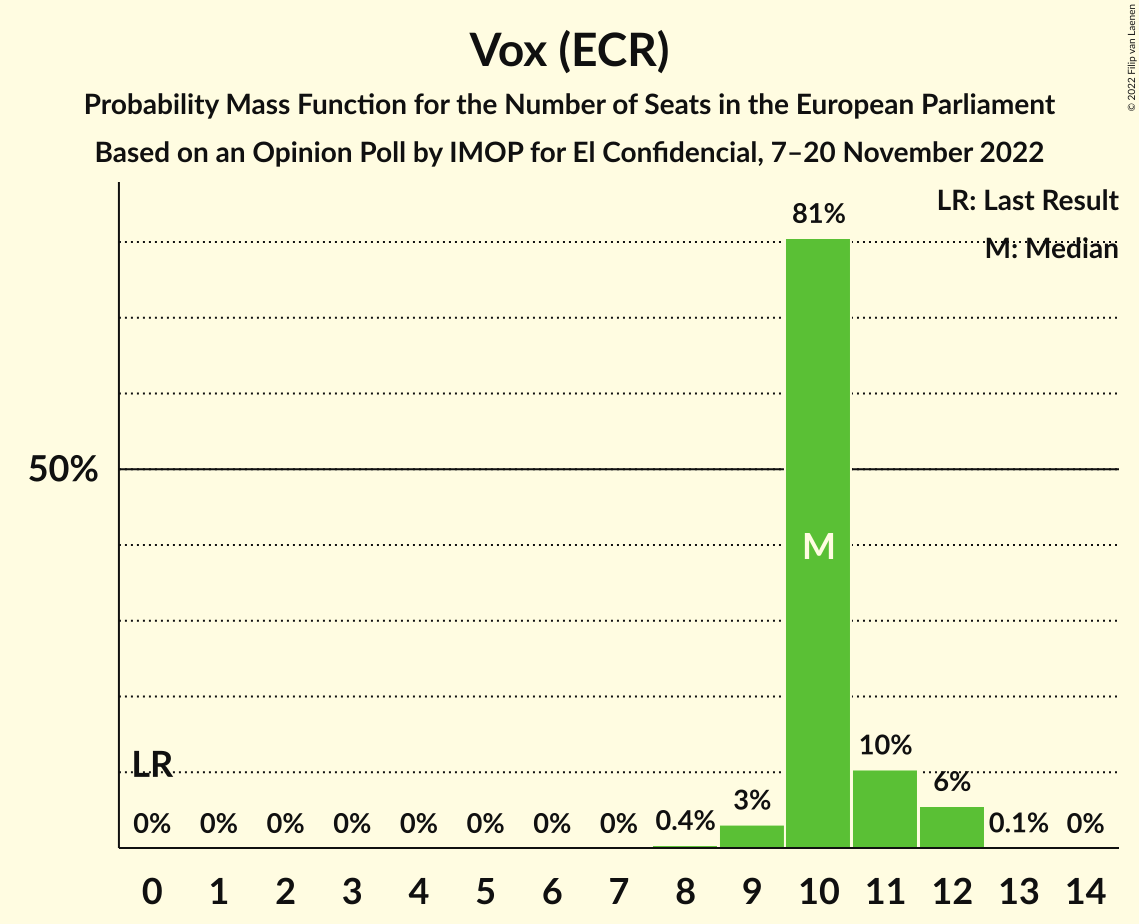 Vox (ECR)
Probability Mass Function for the Number of Seats in the European Parliament
Based on an Opinion Poll by IMOP for El Confidencial, 7–20 November 2022
© 2022 Filip van Laenen
LR: Last Result
M: Median
81%
50%
M
LR
10%
6%
3%
0% 0% 0% 0% 0% 0% 0% 0% 0.4% 0.1% 0%
0 1 2 3 4 5 6 7 8 9 10 11 12 13 14